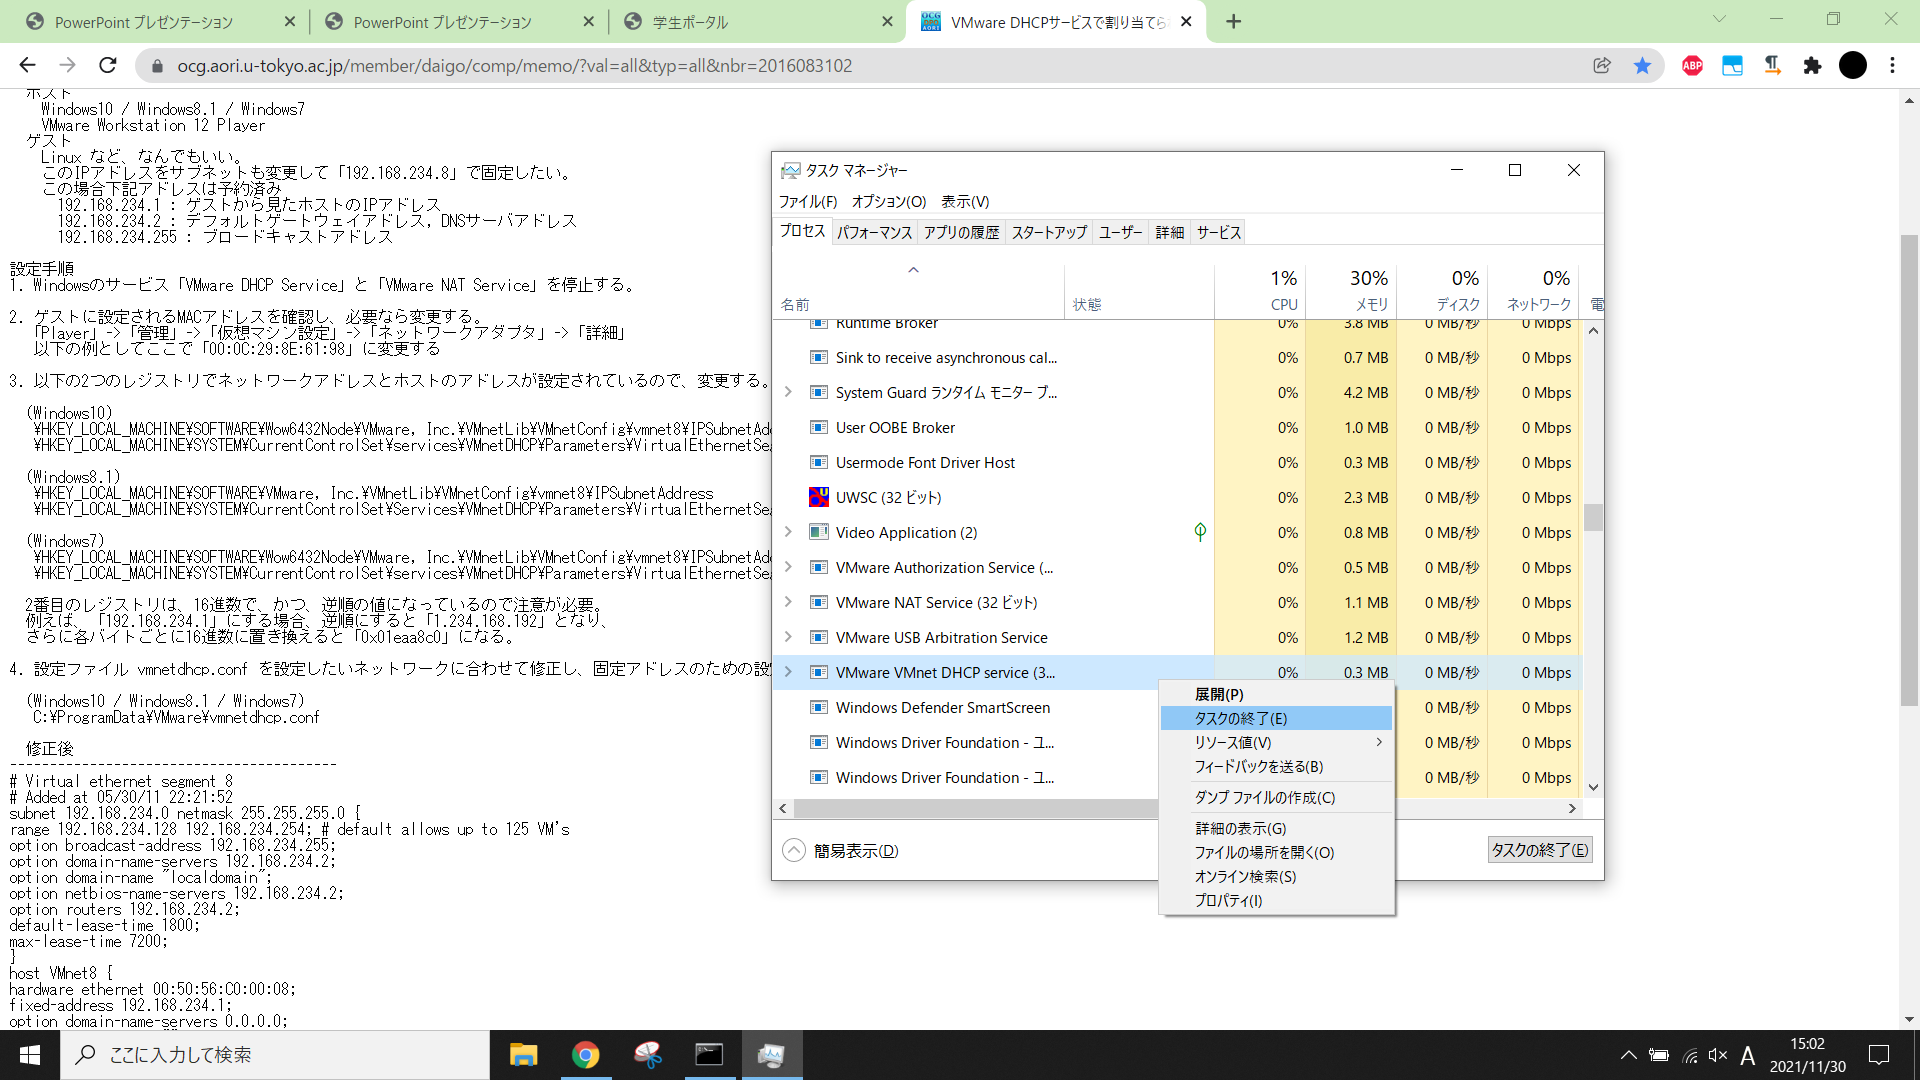 PowerPoint プレゼンテーション
PowerPoint プレゼンテーション
学生ポータル
VMware DHCPサービスで割り当てら
ocg.aori.u-tokyo.ac.jp/member/daigo/comp/memo/?val=all&typ=all&nbr=2016083102
ABP
ホスト
Windows10 / Windows8.1 / Windows7
VMware Workstation 12 Player
ゲスト
Linux など、なんでもいい。
このIPアドレスをサブネットも変更して「192.168.234.8」で固定したい。
この場合下記アドレスは予約済み
192.168.234.1 : ゲストから見たホストのIPアドレス
192.168.234.2 : デフォルトゲートウェイアドレス, DNSサーバアドレス
192.168.234.255 : ブロードキャストアドレス
設定手順
1. Windowsのサービス「VMware DHCP Service」と「VMware NAT Service」を停止する。
2. ゲストに設定されるMACアドレスを確認し、必要なら変更する。
「Player」->「管理」->「仮想マシン設定」->「ネットワークアダプタ」->「詳細」
以下の例としてここで「00:0C:29:8E:61:98」に変更する
3. 以下の2つのレジストリでネットワークアドレスとホストのアドレスが設定されているので、変更する。
(Windows10)
¥HKEY_LOCAL_MACHINE¥SOFTWARE¥Wow6432Node¥VMware, Inc.¥VMnetLib¥VMnetConfig¥vmnet8¥IPSubnetAdd
¥HKEY_LOCAL_MACHINE¥SYSTEM¥CurrentControlSet¥services¥VMnetDHCP¥Parameters¥VirtualEthernetSe
(Windows8.1)
¥HKEY_LOCAL_MACHINE¥SOFTWARE¥VMware, Inc.¥VMnetLib¥VMnetConfig¥vmnet8¥IPSubnetAddress
¥HKEY_LOCAL_MACHINE¥SYSTEM¥CurrentControlSet¥Services¥VMnetDHCP¥Parameters¥VirtualEthernetSe
(Windows7)
¥HKEY_LOCAL_MACHINE¥SOFTWARE¥Wow6432Node¥VMware, Inc.¥VMnetLib¥VMnetConfig¥vmnet8¥IPSubnetAdd
¥HKEY_LOCAL_MACHINE¥SYSTEM¥CurrentControlSet¥services¥VMnetDHCP¥Parameters¥VirtualEthernetSe
2番目のレジストリは、16進数で、かつ、逆順の値になっているので注意が必要。
例えば、「192.168.234.1」にする場合、逆順にすると「1.234.168.192」となり、
さらに各バイトごとに16進数に置き換えると「0x01eaa8c0」になる。
4. 設定ファイル vmnetdhcp.conf を設定したいネットワークに合わせて修正し、固定アドレスのための設
(Windows10 / Windows8.1 / Windows7)
C:¥ProgramData¥VMware¥vmnetdhcp.conf
修正後
-----------------------------------------
# Virtual ethernet segment 8
# Added at 05/30/11 22:21:52
subnet 192.168.234.0 netmask 255.255.255.0 {
range 192.168.234.128 192.168.234.254; # default allows up to 125 VM's
option broadcast-address 192.168.234.255;
option domain-name-servers 192.168.234.2;
option domain-name "localdomain";
option netbios-name-servers 192.168.234.2;
option routers 192.168.234.2;
default-lease-time 1800;
max-lease-time 7200;
}
host VMnet8 {
hardware ethernet 00:50:56:C0:00:08;
fixed-address 192.168.234.1;
option domain-name-servers 0.0.0.0;
タスク マネージャー
ファイル(F) オプション(O) 表示(V)
プロセス パフォーマンス アプリの履歴 スタートアップ ユーザー 詳細 サービス
1% 30% 0% 0%
名前 状態 CPU メモリ ディスク ネットワーク 電
Runtime Broker 0% 3.8 MB 0 MB/秒 0 Mbps
Sink to receive asynchronous cal... 0% 0.7 MB 0 MB/秒 0 Mbps
System Guard ランタイム モニター ブ... 0% 4.2 MB 0 MB/秒 0 Mbps
User OOBE Broker 0% 1.0 MB 0 MB/秒 0 Mbps
Usermode Font Driver Host 0% 0.3 MB 0 MB/秒 0 Mbps
UWSC (32 ビット) 0% 2.3 MB 0 MB/秒 0 Mbps
Video Application (2) 0% 0.8 MB 0 MB/秒 0 Mbps
VMware Authorization Service (... 0% 0.5 MB 0 MB/秒 0 Mbps
VMware NAT Service (32 ビット) 0% 1.1 MB 0 MB/秒 0 Mbps
VMware USB Arbitration Service 0% 1.2 MB 0 MB/秒 0 Mbps
VMware VMnet DHCP service (3... 0% 0.3 MB 0 MB/秒 0 Mbps
Windows Defender SmartScreen 0 MB/秒 0 Mbps
Windows Driver Foundation - ユ... 0 MB/秒 0 Mbps
Windows Driver Foundation - ユ... 0 MB/秒 0 Mbps
展開(P)
タスクの終了(E)
リソース値(V)
フィードバックを送る(B)
ダンプ ファイルの作成(C)
詳細の表示(G)
ファイルの場所を開く(O)
オンライン検索(S)
プロパティ(I)
簡易表示(D)
タスクの終了(E)
ここに入力して検索
A
15:02
2021/11/30